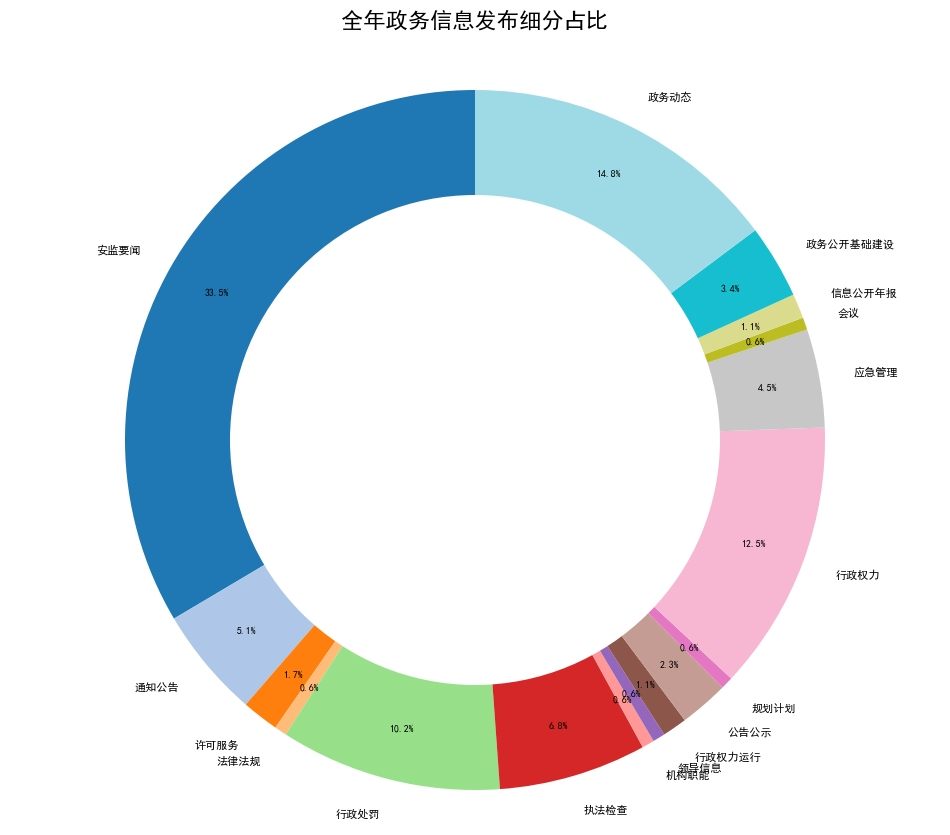 全年政务信息发布细分占比
政务动态
14.8%
政务公开基础建设
3.4%
信息公开年报
1.1%
会议
0.6%
应急管理
4.5%
安监要闻
33.5%
行政权力
12.5%
通知公告
5.1%
许可服务
1.7%
法律法规
0.6%
行政处罚
10.2%
执法检查
6.8%
机构职能
0.6%
领导信息
0.6%
行政权力运行
1.1%
公告公示
2.3%
规划计划
0.6%